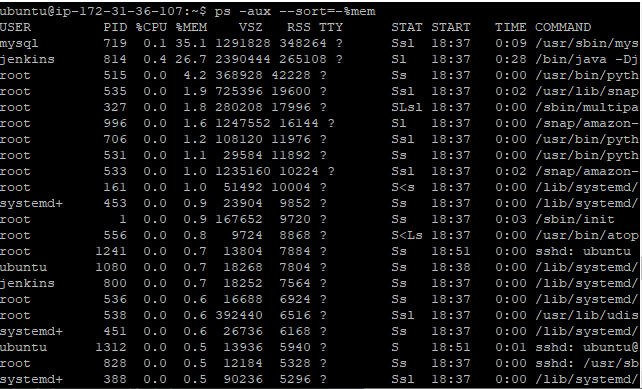 ubuntu@ip-172-31-36-107:~$ ps -aux --sort=-%mem
USER PID %CPU %MEM VSZ RSS TTY STAT START TIME COMMAND
mysql 719 0.1 35.1 1291828 348264 ? Ssl 18:37 0:09 /usr/sbin/mys
jenkins 814 0.4 26.7 2390444 265108 ? Sl 18:37 0:28 /bin/java -Dj
root 515 0.0 4.2 368928 42228 ? Ss 18:37 0:00 /usr/bin/pyth
root 535 0.0 1.9 725396 19600 ? Ssl 18:37 0:02 /usr/lib/snap
root 327 0.0 1.8 280208 17996 ? SLsl 18:37 0:00 /sbin/multipa
root 996 0.0 1.6 1247552 16144 ? Sl 18:37 0:00 /snap/amazon-
root 706 0.0 1.2 108120 11976 ? Ssl 18:37 0:00 /usr/bin/pyth
root 531 0.0 1.1 29584 11892 ? Ss 18:37 0:00 /usr/bin/pyth
root 533 0.0 1.0 1235160 10224 ? Ssl 18:37 0:02 /snap/amazon-
root 161 0.0 1.0 51492 10004 ? S<s 18:37 0:00 /lib/systemd/
systemd+ 453 0.0 0.9 23904 9852 ? Ss 18:37 0:00 /lib/systemd/
root 1 0.0 0.9 167652 9720 ? Ss 18:37 0:03 /sbin/init
root 556 0.0 0.8 9724 8868 ? S<Ls 18:37 0:00 /usr/bin/atop
root 1241 0.0 0.7 13804 7884 ? Ss 18:51 0:00 sshd: ubuntu
ubuntu 1080 0.0 0.7 18268 7804 ? Ss 18:38 0:00 /lib/systemd/
jenkins 800 0.0 0.7 18252 7564 ? Ss 18:37 0:00 /lib/systemd/
root 536 0.0 0.6 16688 6924 ? Ss 18:37 0:00 /lib/systemd/
root 538 0.0 0.6 392440 6516 ? Ssl 18:37 0:00 /usr/lib/udis
systemd+ 451 0.0 0.6 26736 6168 ? Ss 18:37 0:00 /lib/systemd/
ubuntu 1312 0.0 0.5 13936 5940 ? S 18:51 0:01 sshd: ubuntu@
root 828 0.0 0.5 12184 5328 ? Ss 18:37 0:00 sshd: /usr/sb
systemd+ 388 0.0 0.5 90236 5296 ? Ssl 18:37 0:00 /lib/systemd/